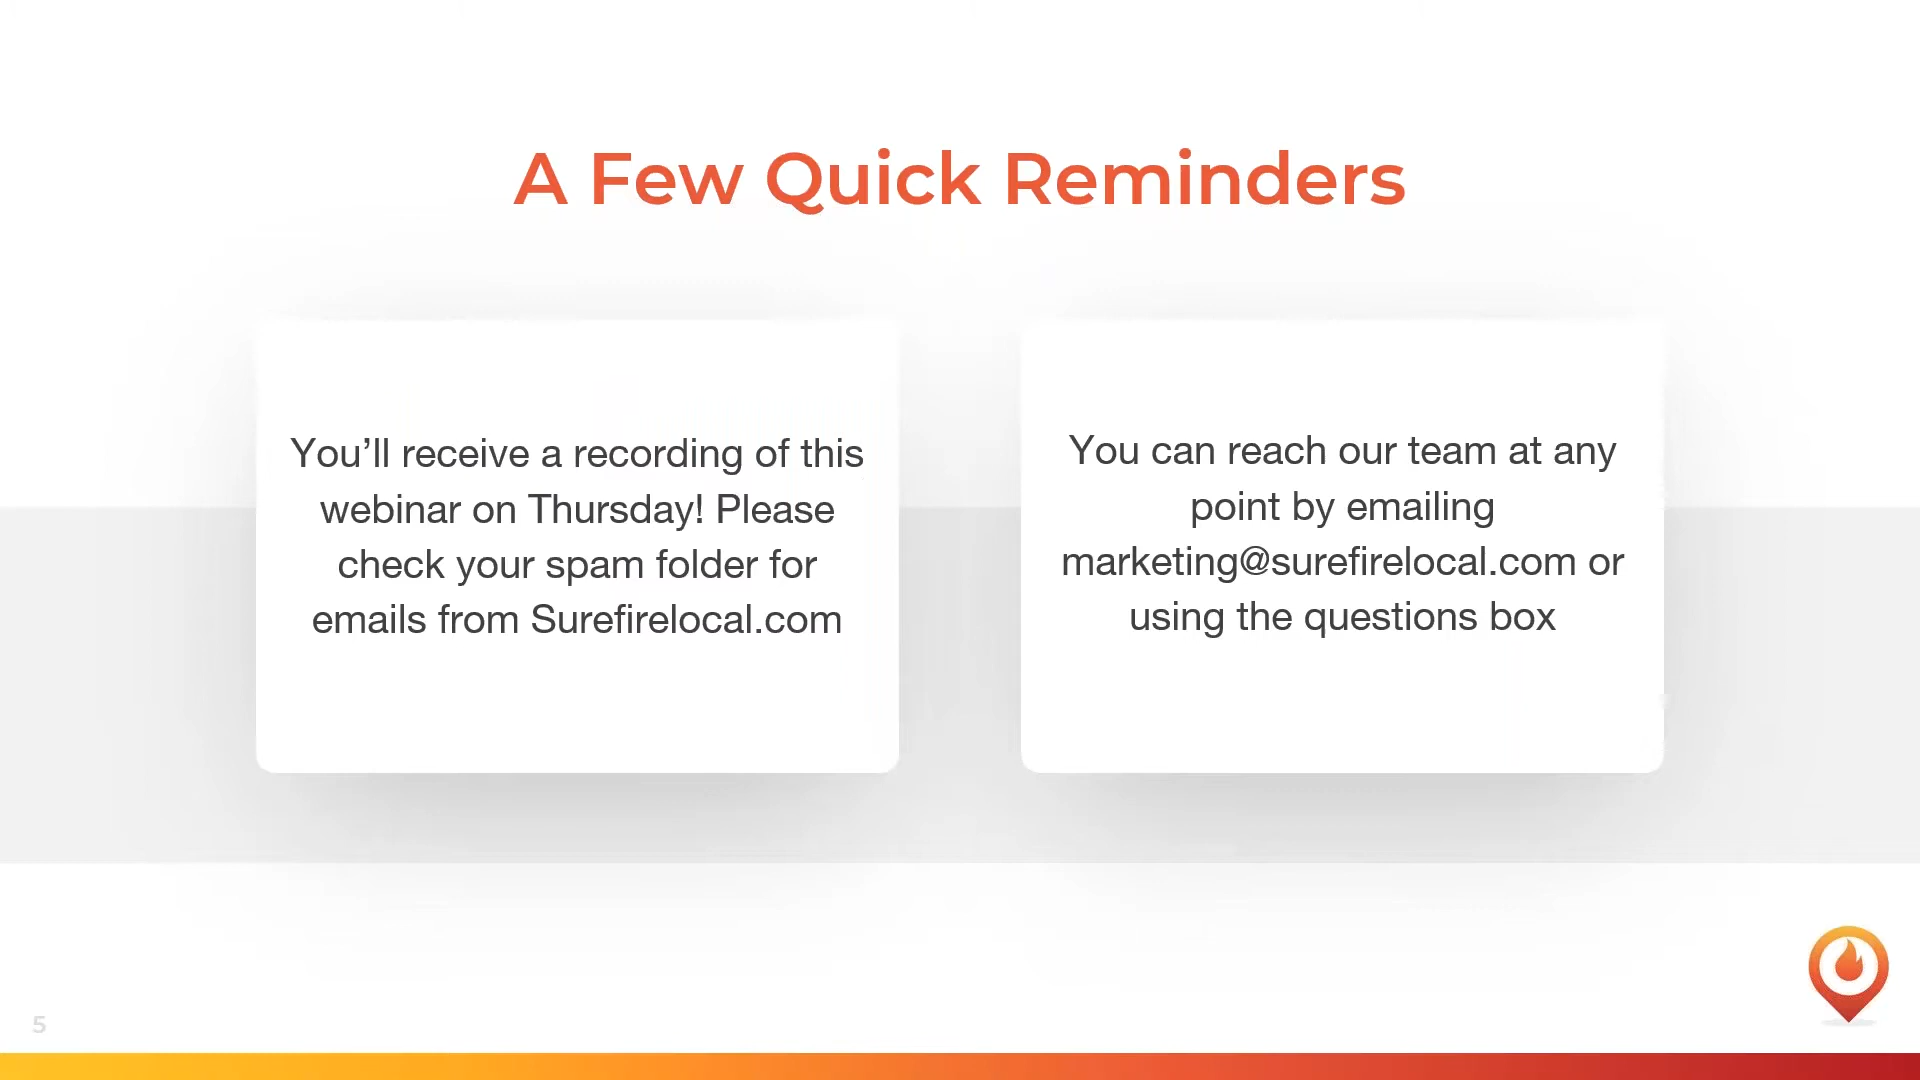 A Few Quick Reminders
You’ll receive a recording of this
webinar on Thursday! Please
check your spam folder for
emails from Surefirelocal.com
You can reach our team at any
point by emailing
marketing@surefirelocal.com or
using the questions box
5